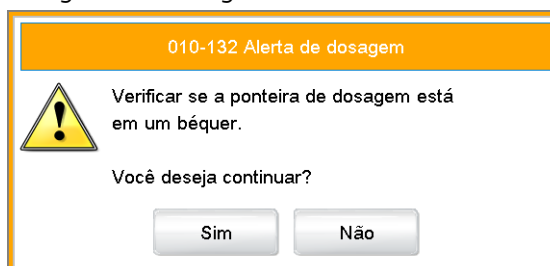 010-132 Alerta de dosagem
Verificar se a ponteira de dosagem está
em um béquer.
Você deseja continuar?
Sim
Não